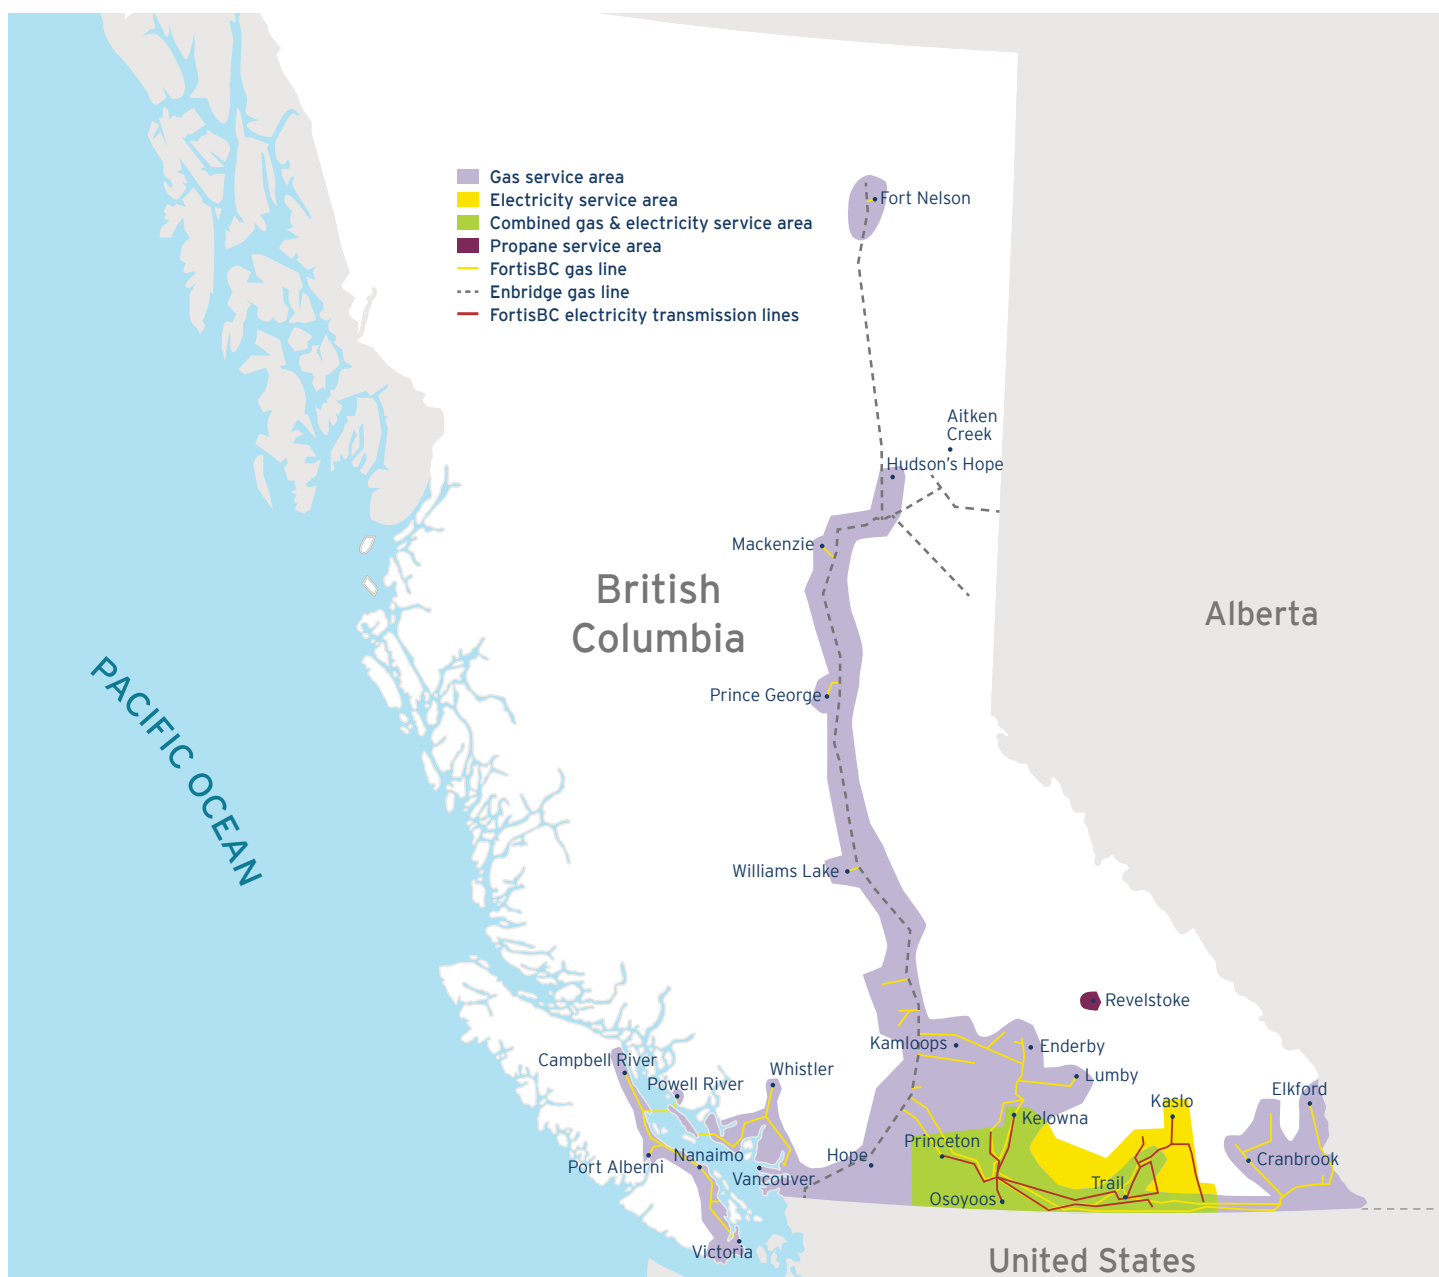 Gas service area
Electricity service area
Combined gas & electricity service area
Propane service area
FortisBC gas line
Enbridge gas line
FortisBC electricity transmission lines
Fort Nelson
Aitken
Creek
Hudson's Hope
Mackenzie
British
Columbia
Alberta
Prince George
PACIFIC OCEAN
Williams Lake
Revelstoke
Kamloops
Enderby
Campbell River
Whistler
Lumby
Powell River
Elkford
Kaslo
Kelowna
Princeton
Nanaimo
Hope
Cranbrook
Port Alberni
Vancouver
Trail
Osoyoos
Victoria
United States